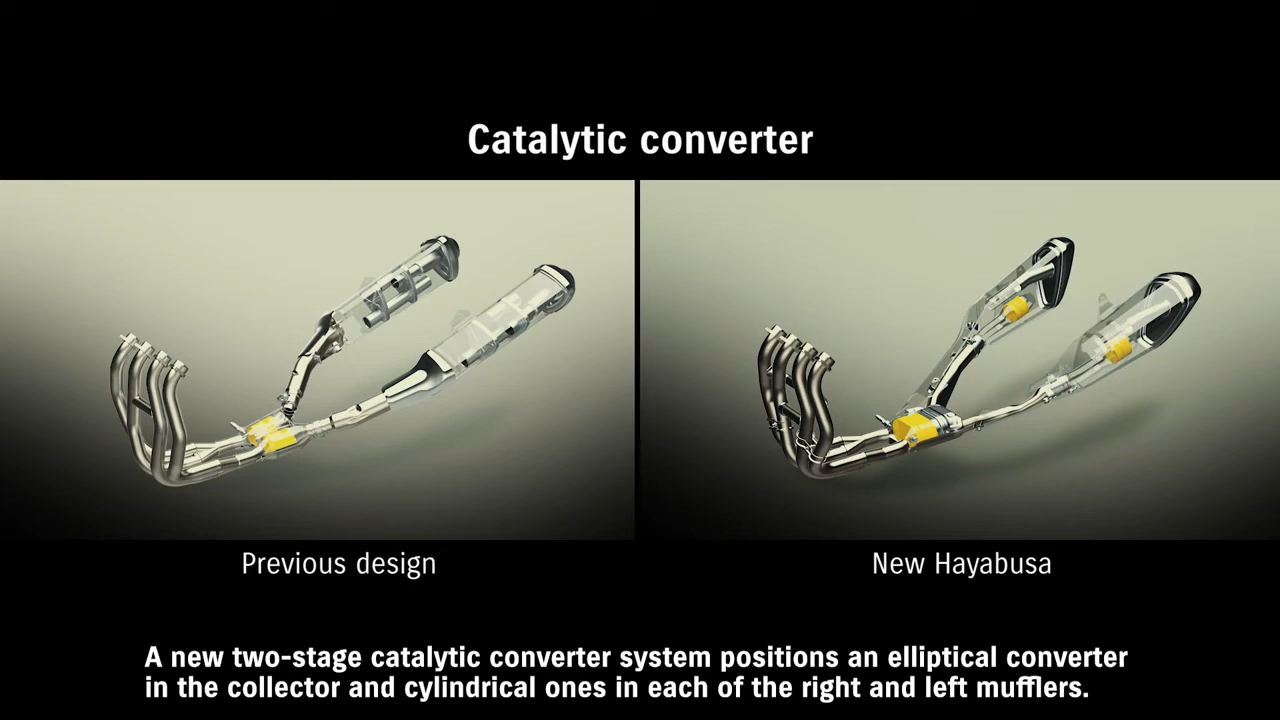 Catalytic converter
Previous design
New Hayabusa
A new two-stage catalytic converter system positions an elliptical converter
in the collector and cylindrical ones in each of the right and left mufflers.